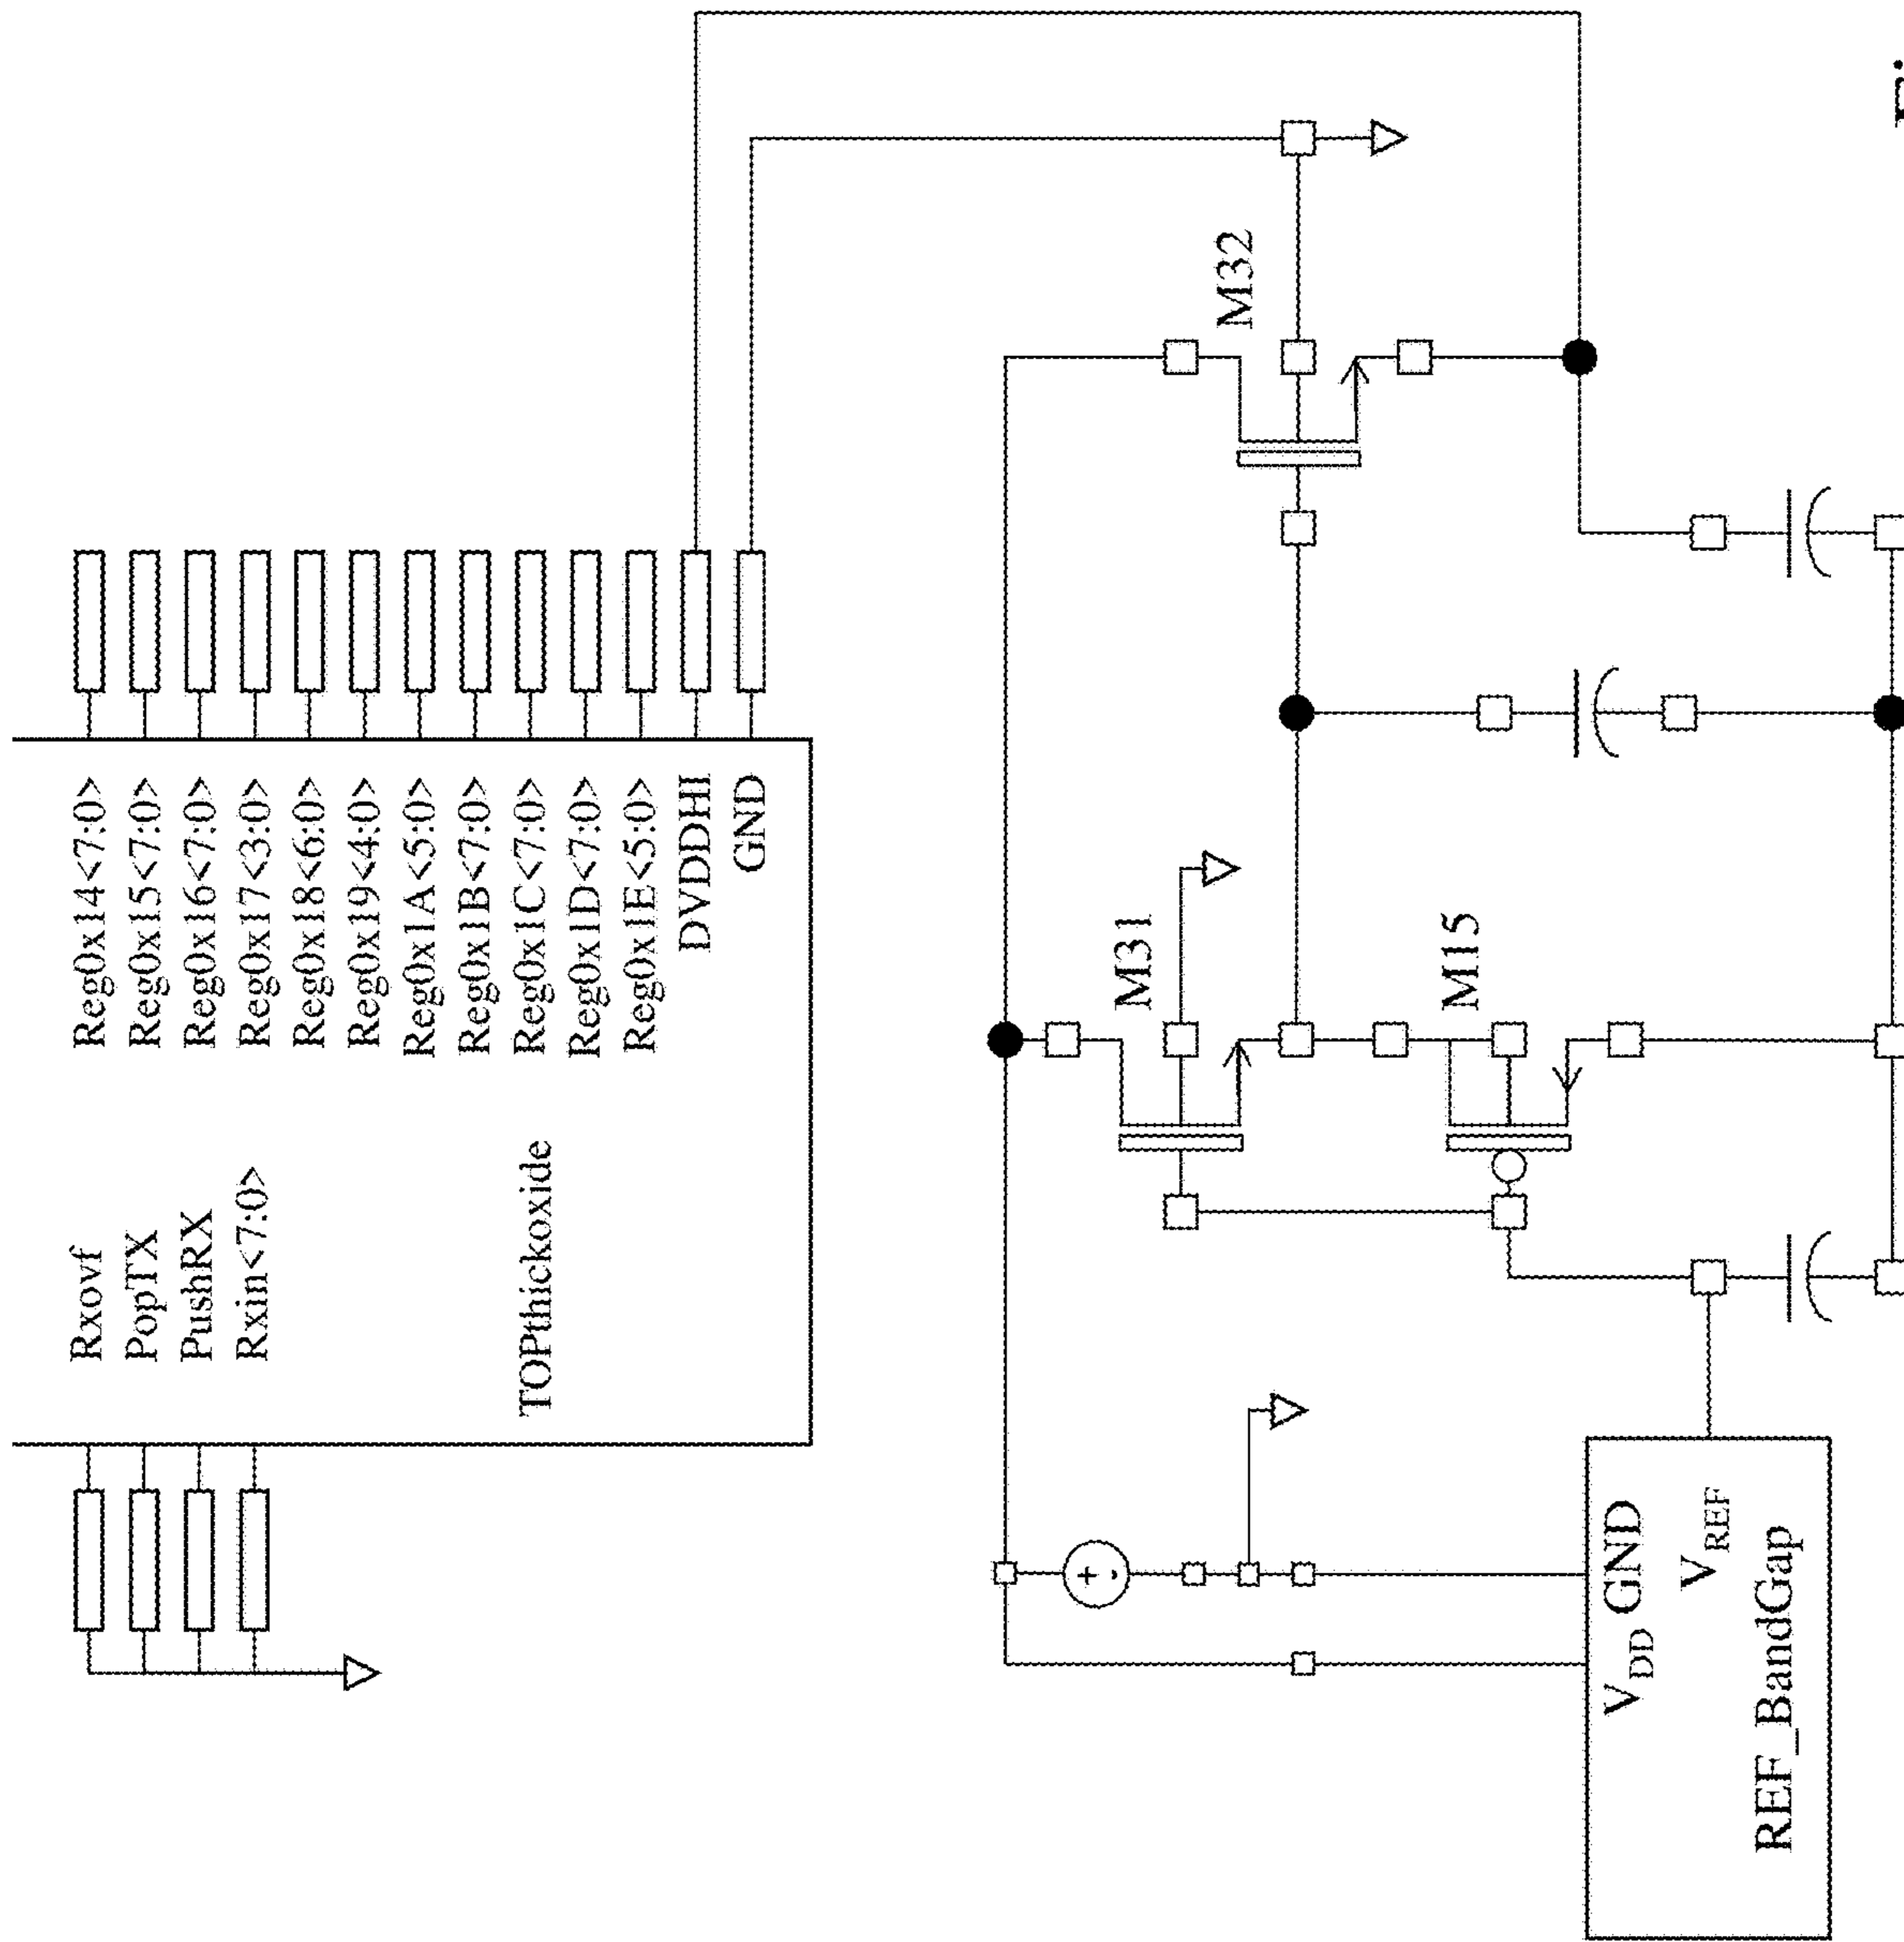 Rxovf
PopTX
PushRX
Rxin<7:0>
TOPthickoxide
Reg0x14<7:0>
Reg0x15<7:0>
Reg0x16<7:0>
Reg0x17<3:0>
Reg0x18<6:0>
Reg0x19<4:0>
Reg0x1A<5:0>
Reg0x1B<7:0>
Reg0x1C<7:0>
Reg0x1D<7:0>
Reg0x1E<5:0>
DVDDHI
GND
M31
M32
M15
+
-
VDD GND
VREF
REF_BandGap